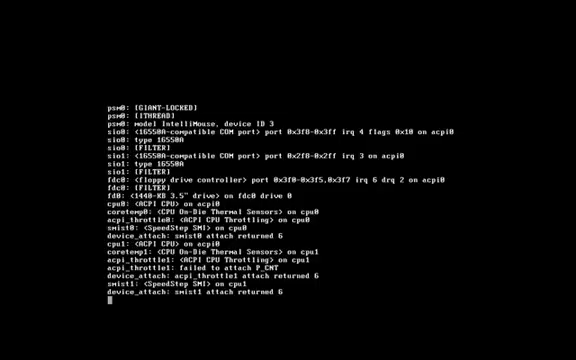 psm0: [GIANT-LOCKED]
psm0: [ITHREAD]
psm0: model IntelliMouse, device ID 3
sio0: <16550A-compatible COM port> port 0x3f8-0x3ff irq 4 flags 0x10 on acpi0
sio0: type 16550A
sio0: [FILTER]
sio1: <16550A-compatible COM port> port 0x2f8-0x2ff irq 3 on acpi0
sio1: type 16550A
sio1: [FILTER]
fdc0: <floppy drive controller> port 0x3f0-0x3f5,0x3f7 irq 6 drq 2 on acpi0
fdc0: [FILTER]
fd0: <1440-KB 3.5" drive> on fdc0 drive 0
cpu0: <ACPI CPU> on acpi0
coretemp0: <CPU On-Die Thermal Sensors> on cpu0
acpi_throttle0: <ACPI CPU Throttling> on cpu0
smist0: <SpeedStep SMI> on cpu0
device_attach: smist0 attach returned 6
cpu1: <ACPI CPU> on acpi0
coretemp1: <CPU On-Die Thermal Sensors> on cpu1
acpi_throttle1: <ACPI CPU Throttling> on cpu1
acpi_throttle1: failed to attach P_CNT
device_attach: acpi_throttle1 attach returned 6
smist1: <SpeedStep SMI> on cpu1
device_attach: smist1 attach returned 6